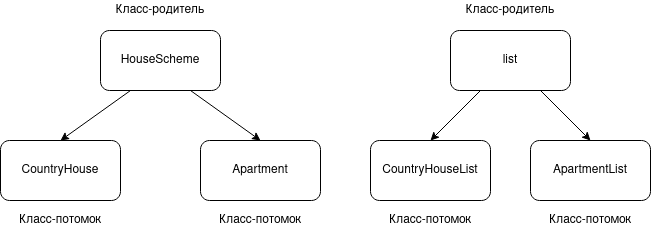 Класс-родитель
Класс-родитель
HouseScheme
list
CountryHouse
Apartment
CountryHouseList
ApartmentList
Класс-потомок
Класс-потомок
Класс-потомок
Класс-потомок